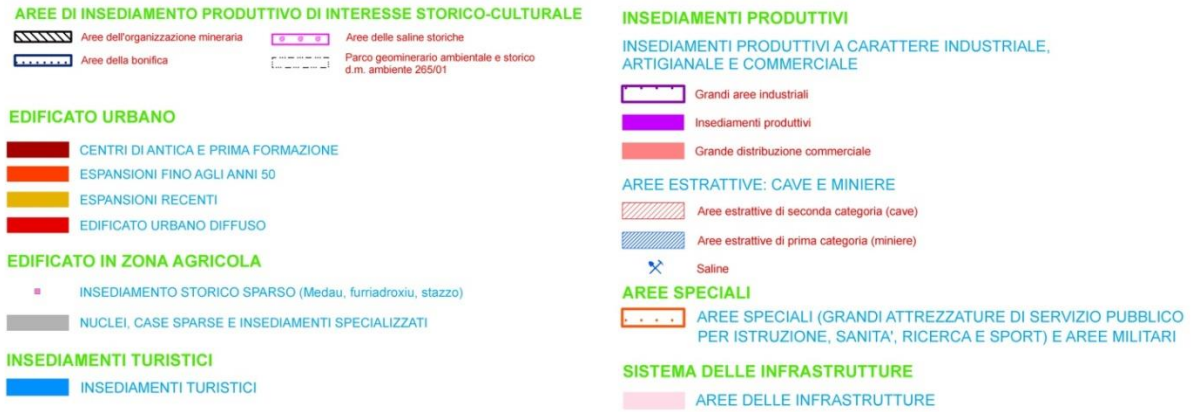 AREE DI INSEDIAMENTO PRODUTTIVO DI INTERESSE STORICO-CULTURALE
Aree dell'organizzazione mineraria
Aree delle saline storiche
Aree della bonifica
Parco geominerario ambientale e storico
d.m. ambiente 265/01
EDIFICATO URBANO
CENTRI DI ANTICA E PRIMA FORMAZIONE
ESPANSIONI FINO AGLI ANNI 50
ESPANSIONI RECENTI
EDIFICATO URBANO DIFFUSO
EDIFICATO IN ZONA AGRICOLA
INSEDIAMENTO STORICO SPARSO (Medau, furriadroxiu, stazzo)
NUCLEI, CASE SPARSE E INSEDIAMENTI SPECIALIZZATI
INSEDIAMENTI TURISTICI
INSEDIAMENTI TURISTICI
INSEDIAMENTI PRODUTTIVI
INSEDIAMENTI PRODUTTIVI A CARATTERE INDUSTRIALE,
ARTIGIANALE E COMMERCIALE
Grandi aree industriali
Insediamenti produttivi
Grande distribuzione commerciale
AREE ESTRATTIVE: CAVE E MINIERE
Aree estrattive di seconda categoria (cave)
Aree estrattive di prima categoria (miniere)
Saline
AREE SPECIALI
AREE SPECIALI (GRANDI ATTREZZATURE DI SERVIZIO PUBBLICO
PER ISTRUZIONE, SANITA', RICERCA E SPORT) E AREE MILITARI
SISTEMA DELLE INFRASTRUTTURE
AREE DELLE INFRASTRUTTURE